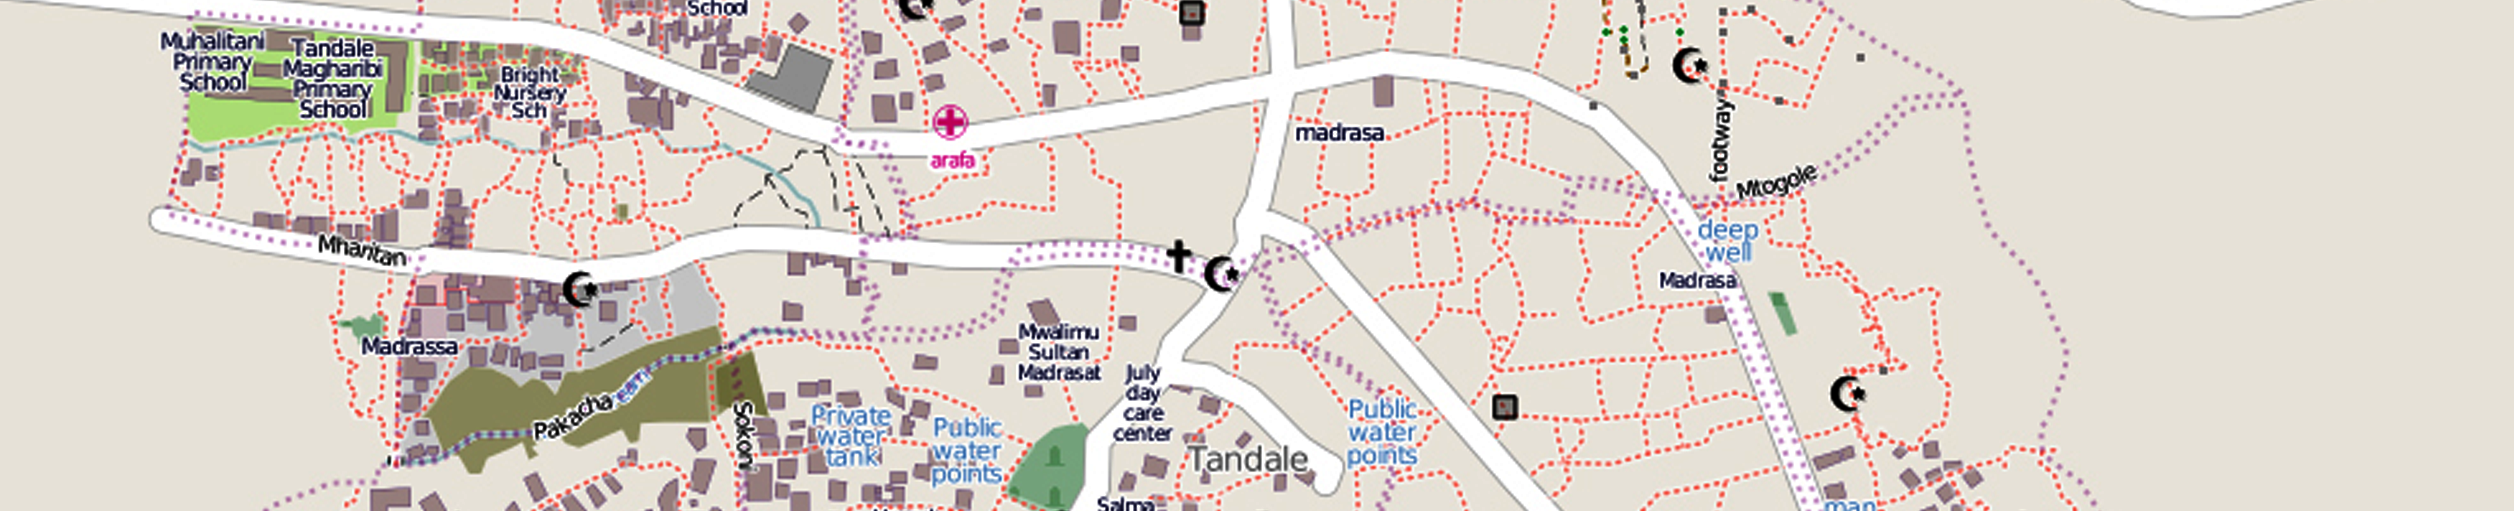 School
Muhalitani
Primary
School
Tandale
Magharibi
Primary
School
Bright
Nursery
Sch
arafa
madrasa
footway
Mtogole
deep
well
Madrasa
Mharitan
Madrassa
Pakacha
Sokon
Mwalimu
Sultan
Madrasat
July
day
care
center
Private
water
tank
Public
water
points
Tandale
Public
water
points
Salma
man